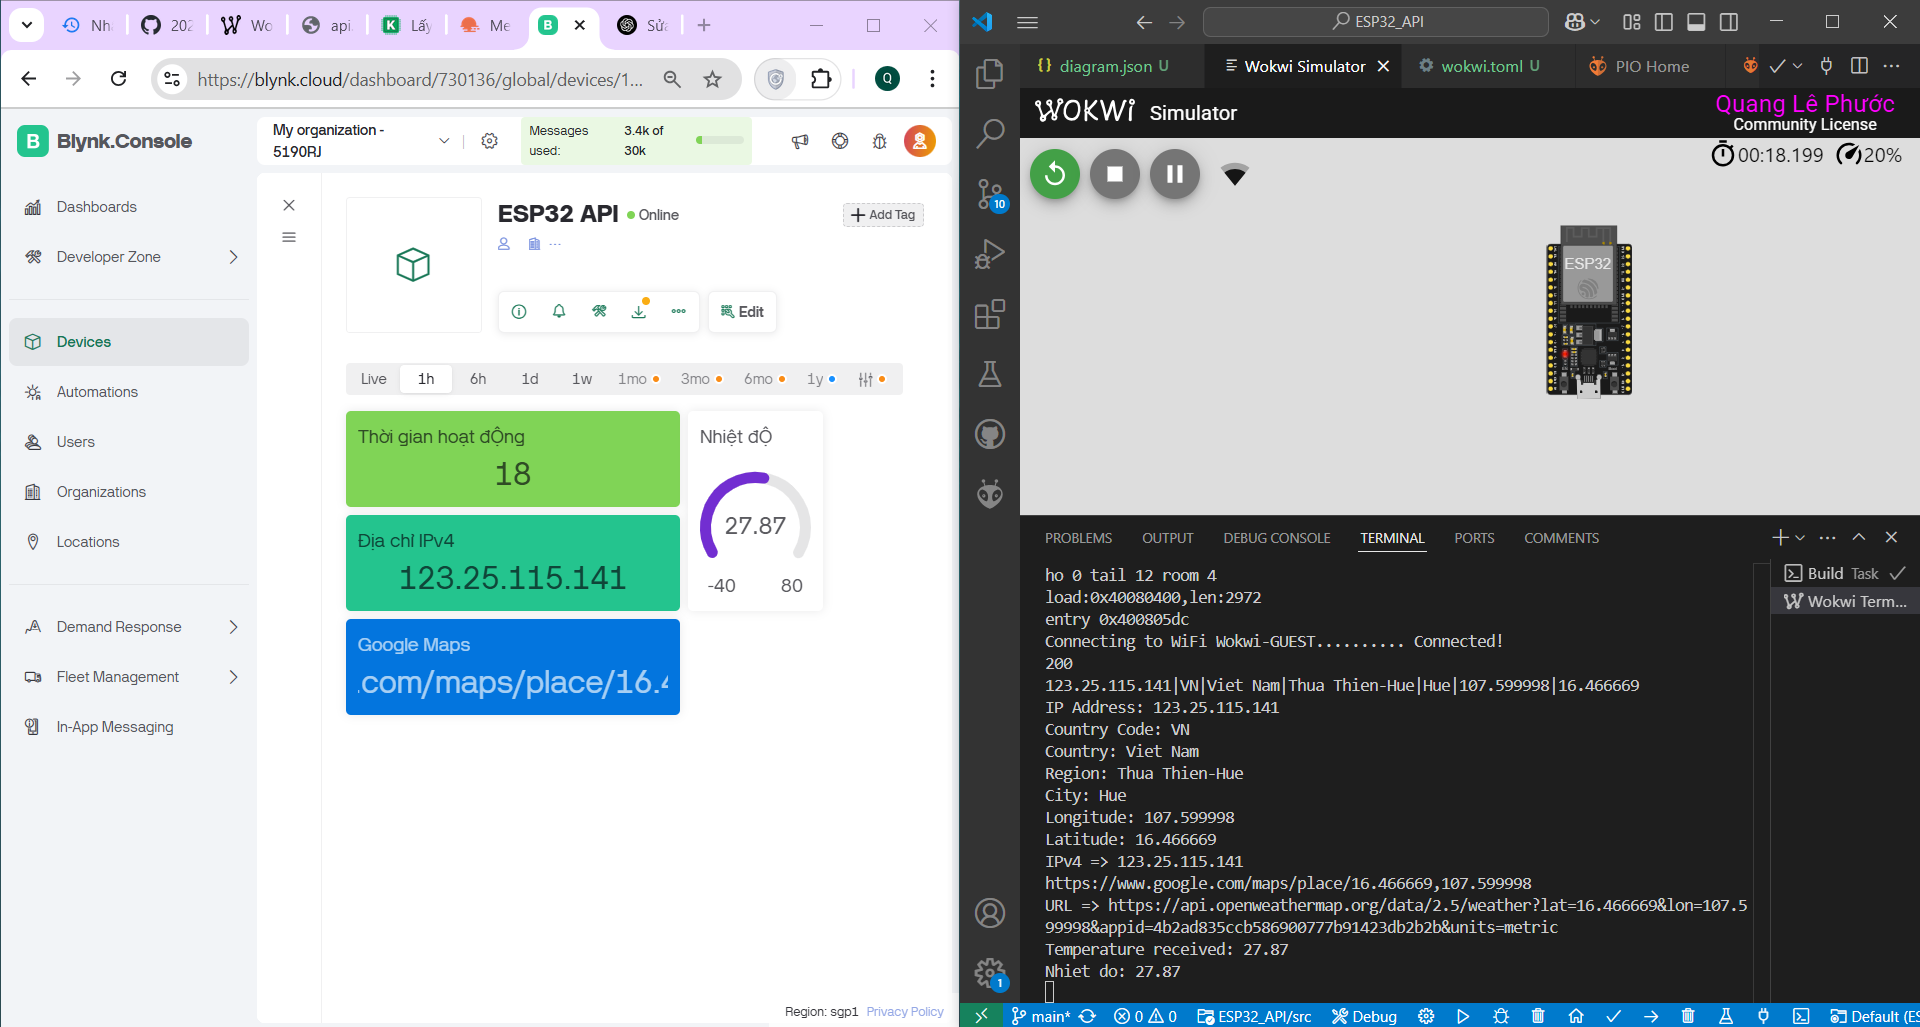 Nhà
202
Wo
api.
Lấy
Me
Sửa
https://blynk.cloud/dashboard/730136/global/devices/1...
Q
B
Blynk.Console
My organization -
5190RJ
Messages
used:
3.4k of
30k
Dashboards
Developer Zone
Devices
Automations
Users
Organizations
Locations
Demand Response
Fleet Management
In-App Messaging
ESP32 API
Online
Add Tag
Edit
Live
1h
6h
1d
1w
1mo
3mo
6mo
1y
Thời gian hoạt động
18
Nhiệt độ
27.87
-40
80
Địa chỉ IPv4
123.25.115.141
Google Maps
.com/maps/place/16.4
Region: sgp1
Privacy Policy
ESP32_API
diagram.json U
Wokwi Simulator
wokwi.toml U
PIO Home
WOKWI Simulator
Quang Lê Phước
Community License
00:18.199
20%
ESP32
10
1
PROBLEMS
OUTPUT
DEBUG CONSOLE
TERMINAL
PORTS
COMMENTS
Build Task
Wokwi Term...
ho 0 tail 12 room 4
load:0x40080400,len:2972
entry 0x400805dc
Connecting to WiFi Wokwi-GUEST.......... Connected!
200
123.25.115.141|VN|Viet Nam|Thua Thien-Hue|Hue|107.599998|16.466669
IP Address: 123.25.115.141
Country Code: VN
Country: Viet Nam
Region: Thua Thien-Hue
City: Hue
Longitude: 107.599998
Latitude: 16.466669
IPv4 => 123.25.115.141
https://www.google.com/maps/place/16.466669,107.599998
URL => https://api.openweathermap.org/data/2.5/weather?lat=16.466669&lon=107.5
99998&appid=4b2ad835ccb586900777b91423db2b2b&units=metric
Temperature received: 27.87
Nhiet do: 27.87
main*
0
0
ESP32_API/src
Debug
Default (ES